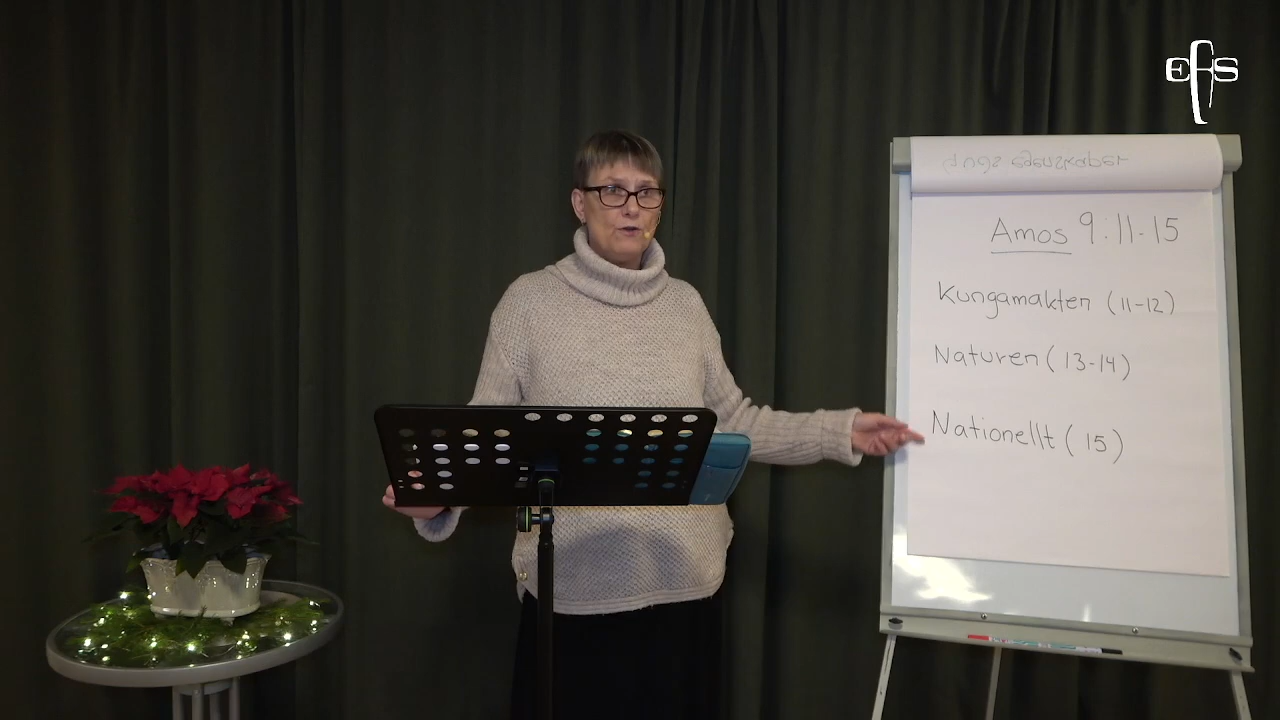 EFS
Amos 9:11-15
Kungamakten (11-12)
Naturen (13-14)
Nationellt (15)